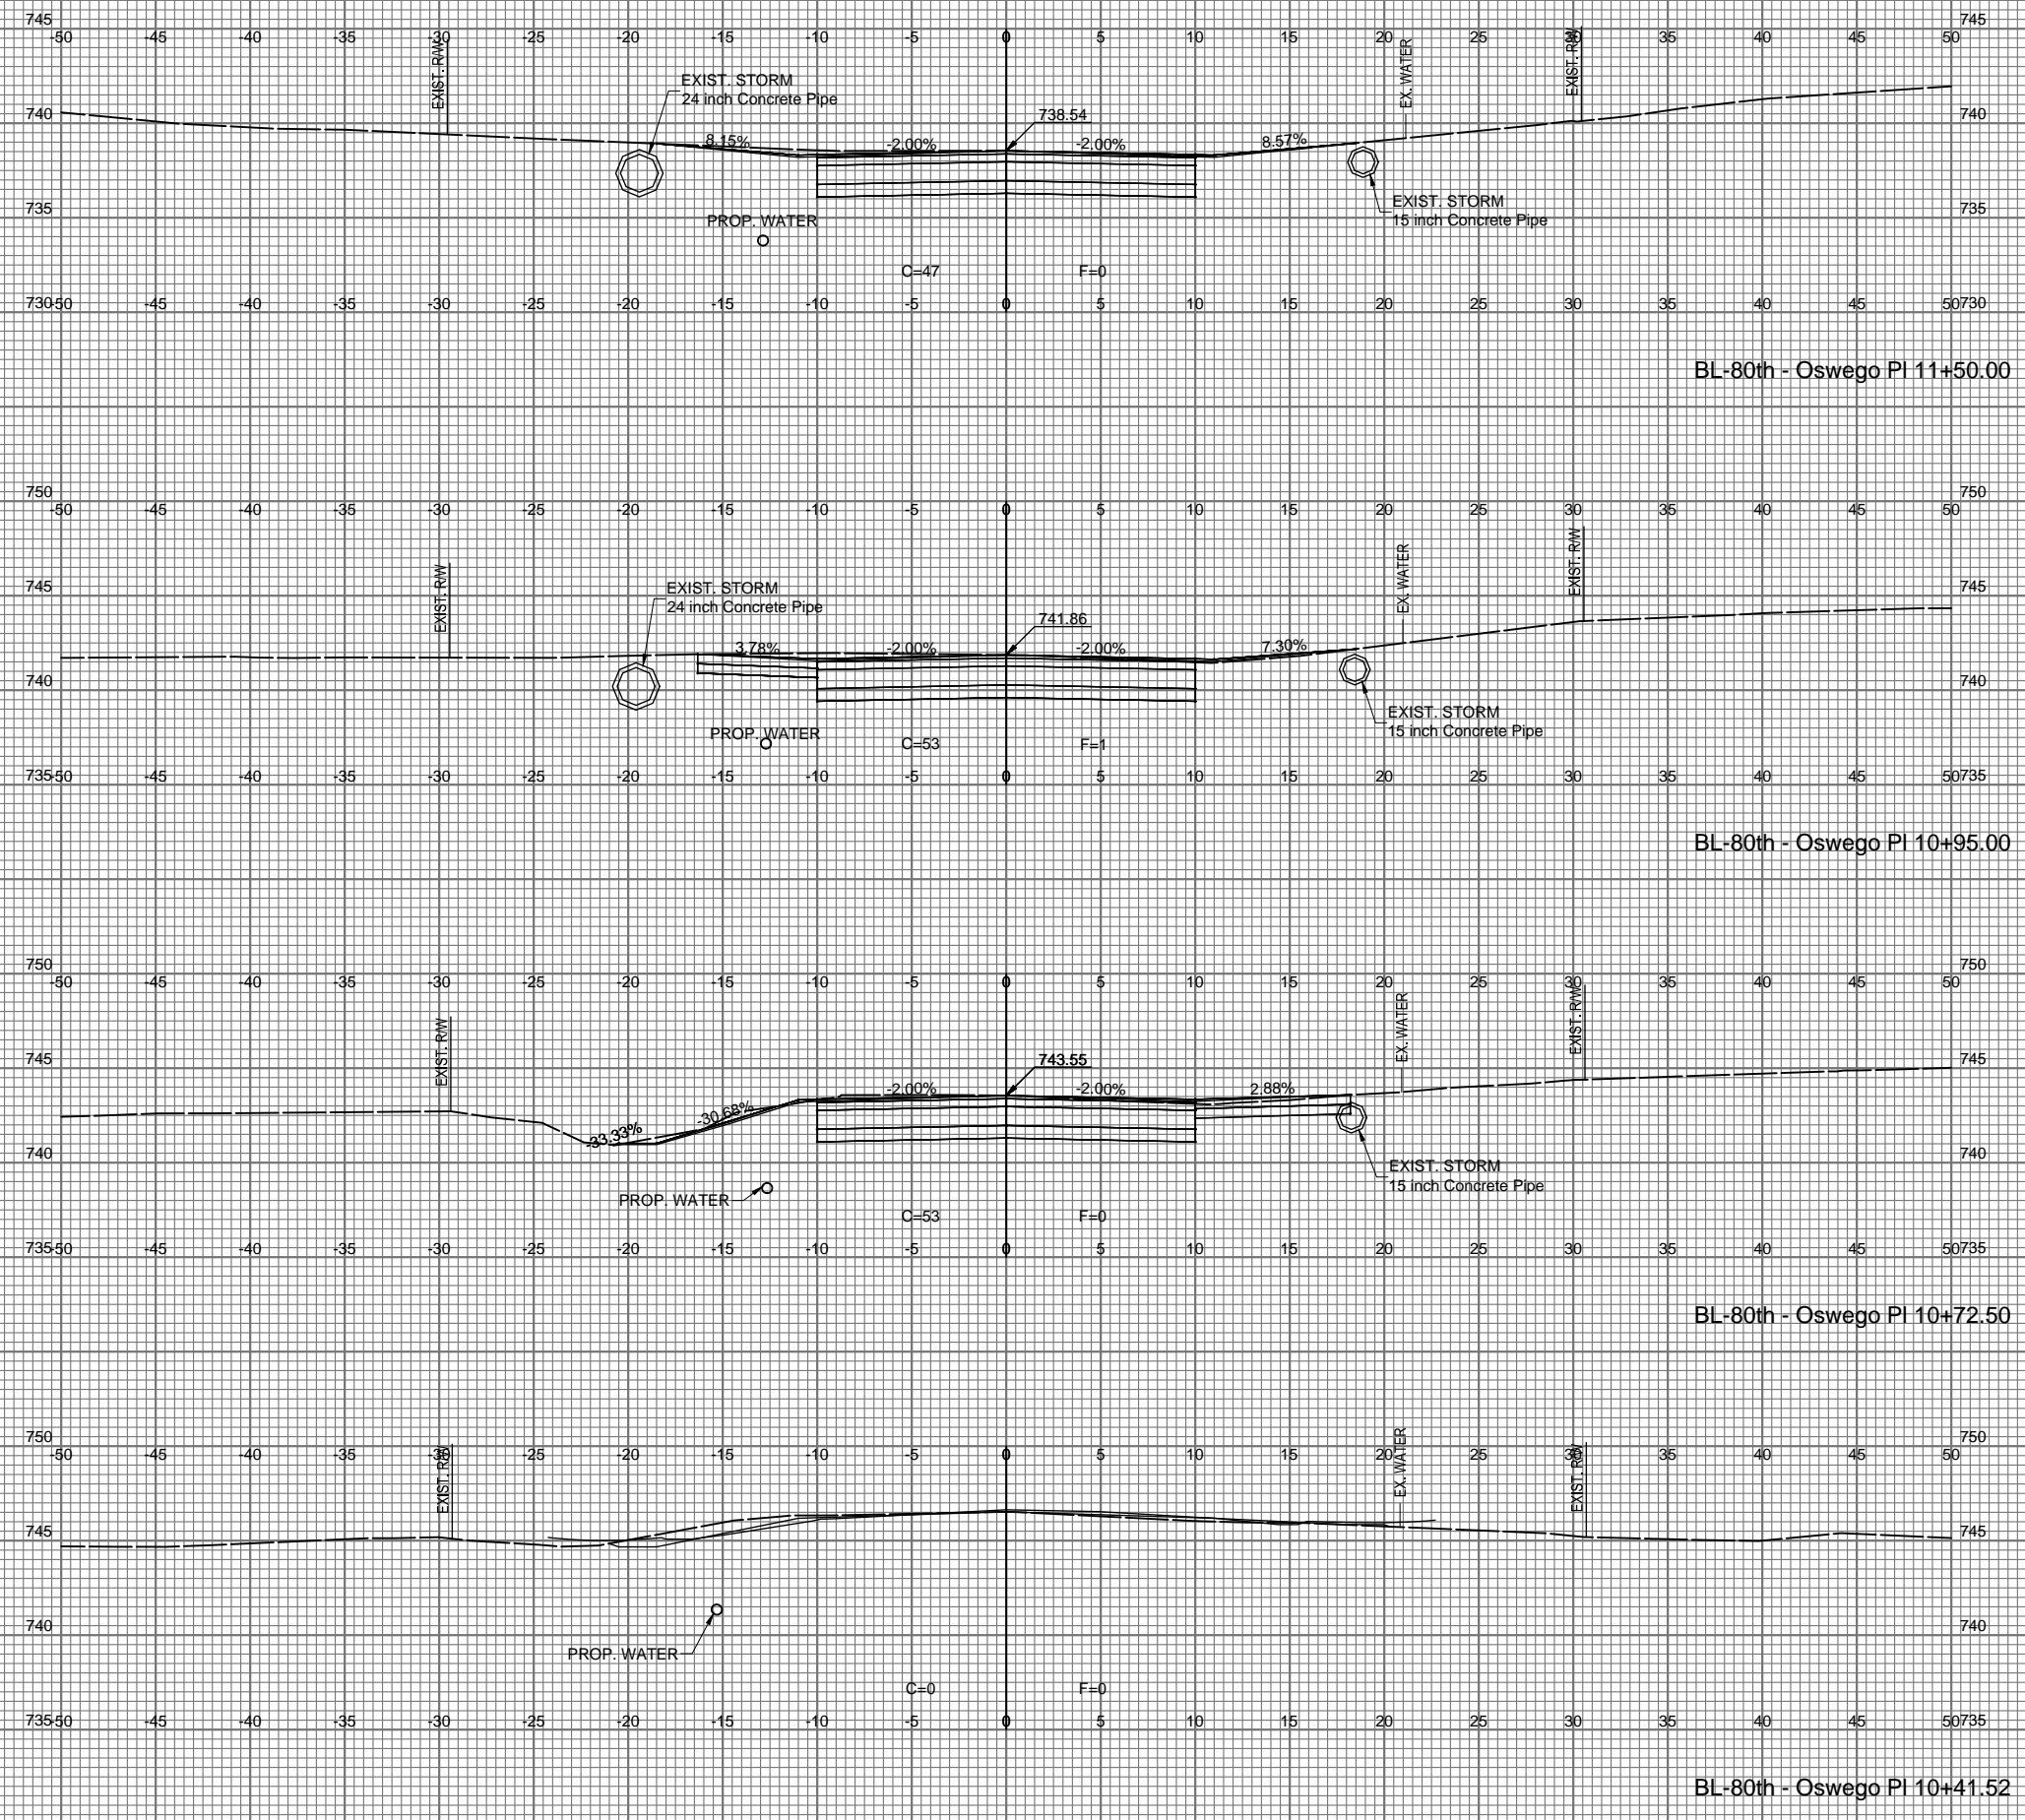 745 745
-50 -45 -40 -35 -30 -25 -20 -15 -10 -5 0 5 10 15 20 25 30 35 40 45 50
EXIST. R/W EX. WATER EXIST. R/W
EXIST. STORM
24 inch Concrete Pipe
740 738.54 740
8.15% -2.00% -2.00% 8.57%
EXIST. STORM
15 inch Concrete Pipe
735 735
PROP. WATER
C=47 F=0
730 -50 -45 -40 -35 -30 -25 -20 -15 -10 -5 0 5 10 15 20 25 30 35 40 45 50 730
BL-80th - Oswego Pl 11+50.00
750 750
-50 -45 -40 -35 -30 -25 -20 -15 -10 -5 0 5 10 15 20 25 30 35 40 45 50
EXIST. R/W EX. WATER EXIST. R/W
745 745
EXIST. STORM
24 inch Concrete Pipe
741.86
3.78% -2.00% -2.00% 7.30%
740 740
EXIST. STORM
15 inch Concrete Pipe
PROP. WATER
C=53 F=1
735 -50 -45 -40 -35 -30 -25 -20 -15 -10 -5 0 5 10 15 20 25 30 35 40 45 50 735
BL-80th - Oswego Pl 10+95.00
750 750
-50 -45 -40 -35 -30 -25 -20 -15 -10 -5 0 5 10 15 20 25 30 35 40 45 50
EXIST. R/W EX. WATER EXIST. R/W
745 743.55 745
-33.33% -30.68% -2.00% -2.00% 2.88%
740 740
EXIST. STORM
15 inch Concrete Pipe
PROP. WATER
C=53 F=0
735 -50 -45 -40 -35 -30 -25 -20 -15 -10 -5 0 5 10 15 20 25 30 35 40 45 50 735
BL-80th - Oswego Pl 10+72.50
750 750
-50 -45 -40 -35 -30 -25 -20 -15 -10 -5 0 5 10 15 20 25 30 35 40 45 50
EXIST. R/W EX. WATER EXIST. R/W
745 745
740 740
PROP. WATER
C=0 F=0
735 -50 -45 -40 -35 -30 -25 -20 -15 -10 -5 0 5 10 15 20 25 30 35 40 45 50 735
BL-80th - Oswego Pl 10+41.52